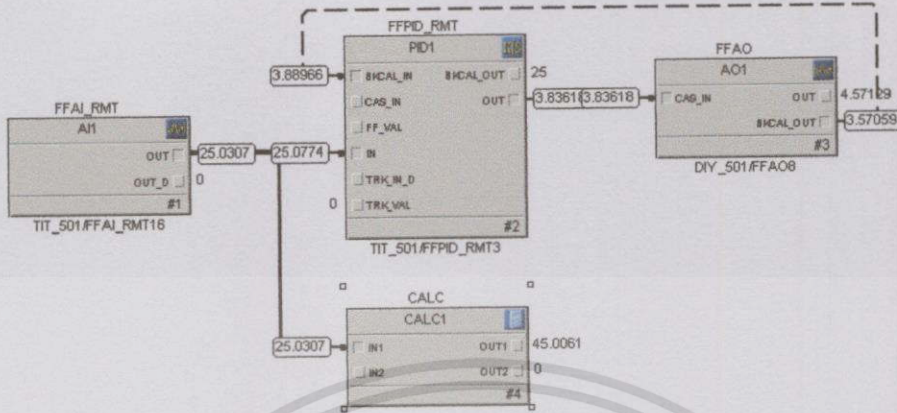 FFPID_RMT
PID1
3.88966
BKCAL_IN
BKCAL_OUT
25
CAS_IN
OUT
3.83618
3.83618
FF_VAL
25.0774
IN
TRK_IN_D
0
TRK_VAL
#2
TIT_501/FFPID_RMT3
FFAO
AO1
CAS_IN
OUT
4.57129
BKCAL_OUT
3.57059
#3
DIY_501/FFAO8
FFAI_RMT
AI1
OUT
25.0307
OUT_D
0
#1
TIT_501/FFAI_RMT16
CALC
CALC1
25.0307
IN1
OUT1
45.0061
IN2
OUT2
0
#4